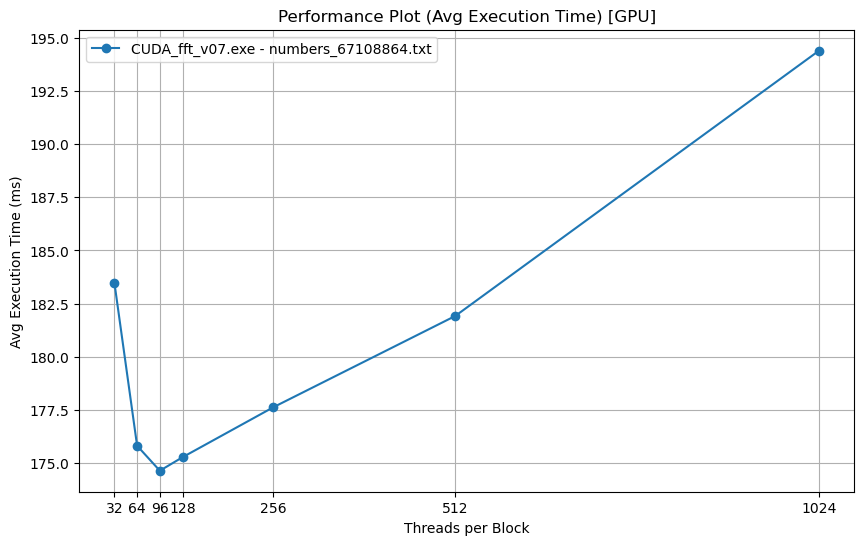 Performance Plot (Avg Execution Time) [GPU]
CUDA_fft_v07.exe - numbers_67108864.txt
Avg Execution Time (ms)
195.0
192.5
190.0
187.5
185.0
182.5
180.0
177.5
175.0
32 64 96 128 256 512 1024
Threads per Block